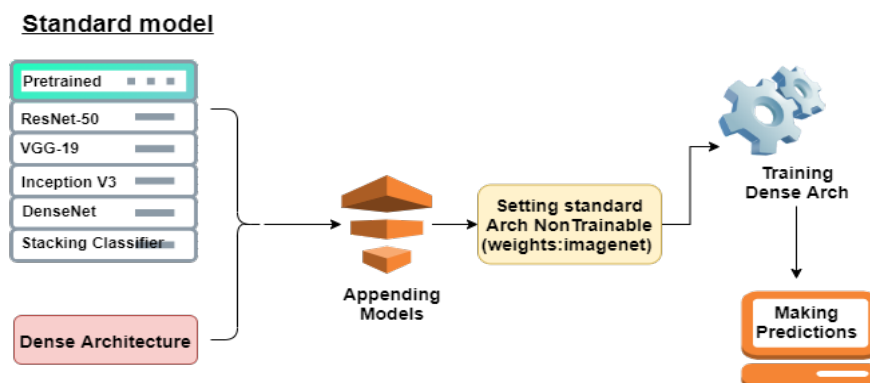 Standard model
Pretrained
ResNet-50
VGG-19
Inception V3
DenseNet
Stacking Classifier
Dense Architecture
Appending
Models
Setting standard
Arch NonTrainable
(weights:imagenet)
Training
Dense Arch
Making
Predictions